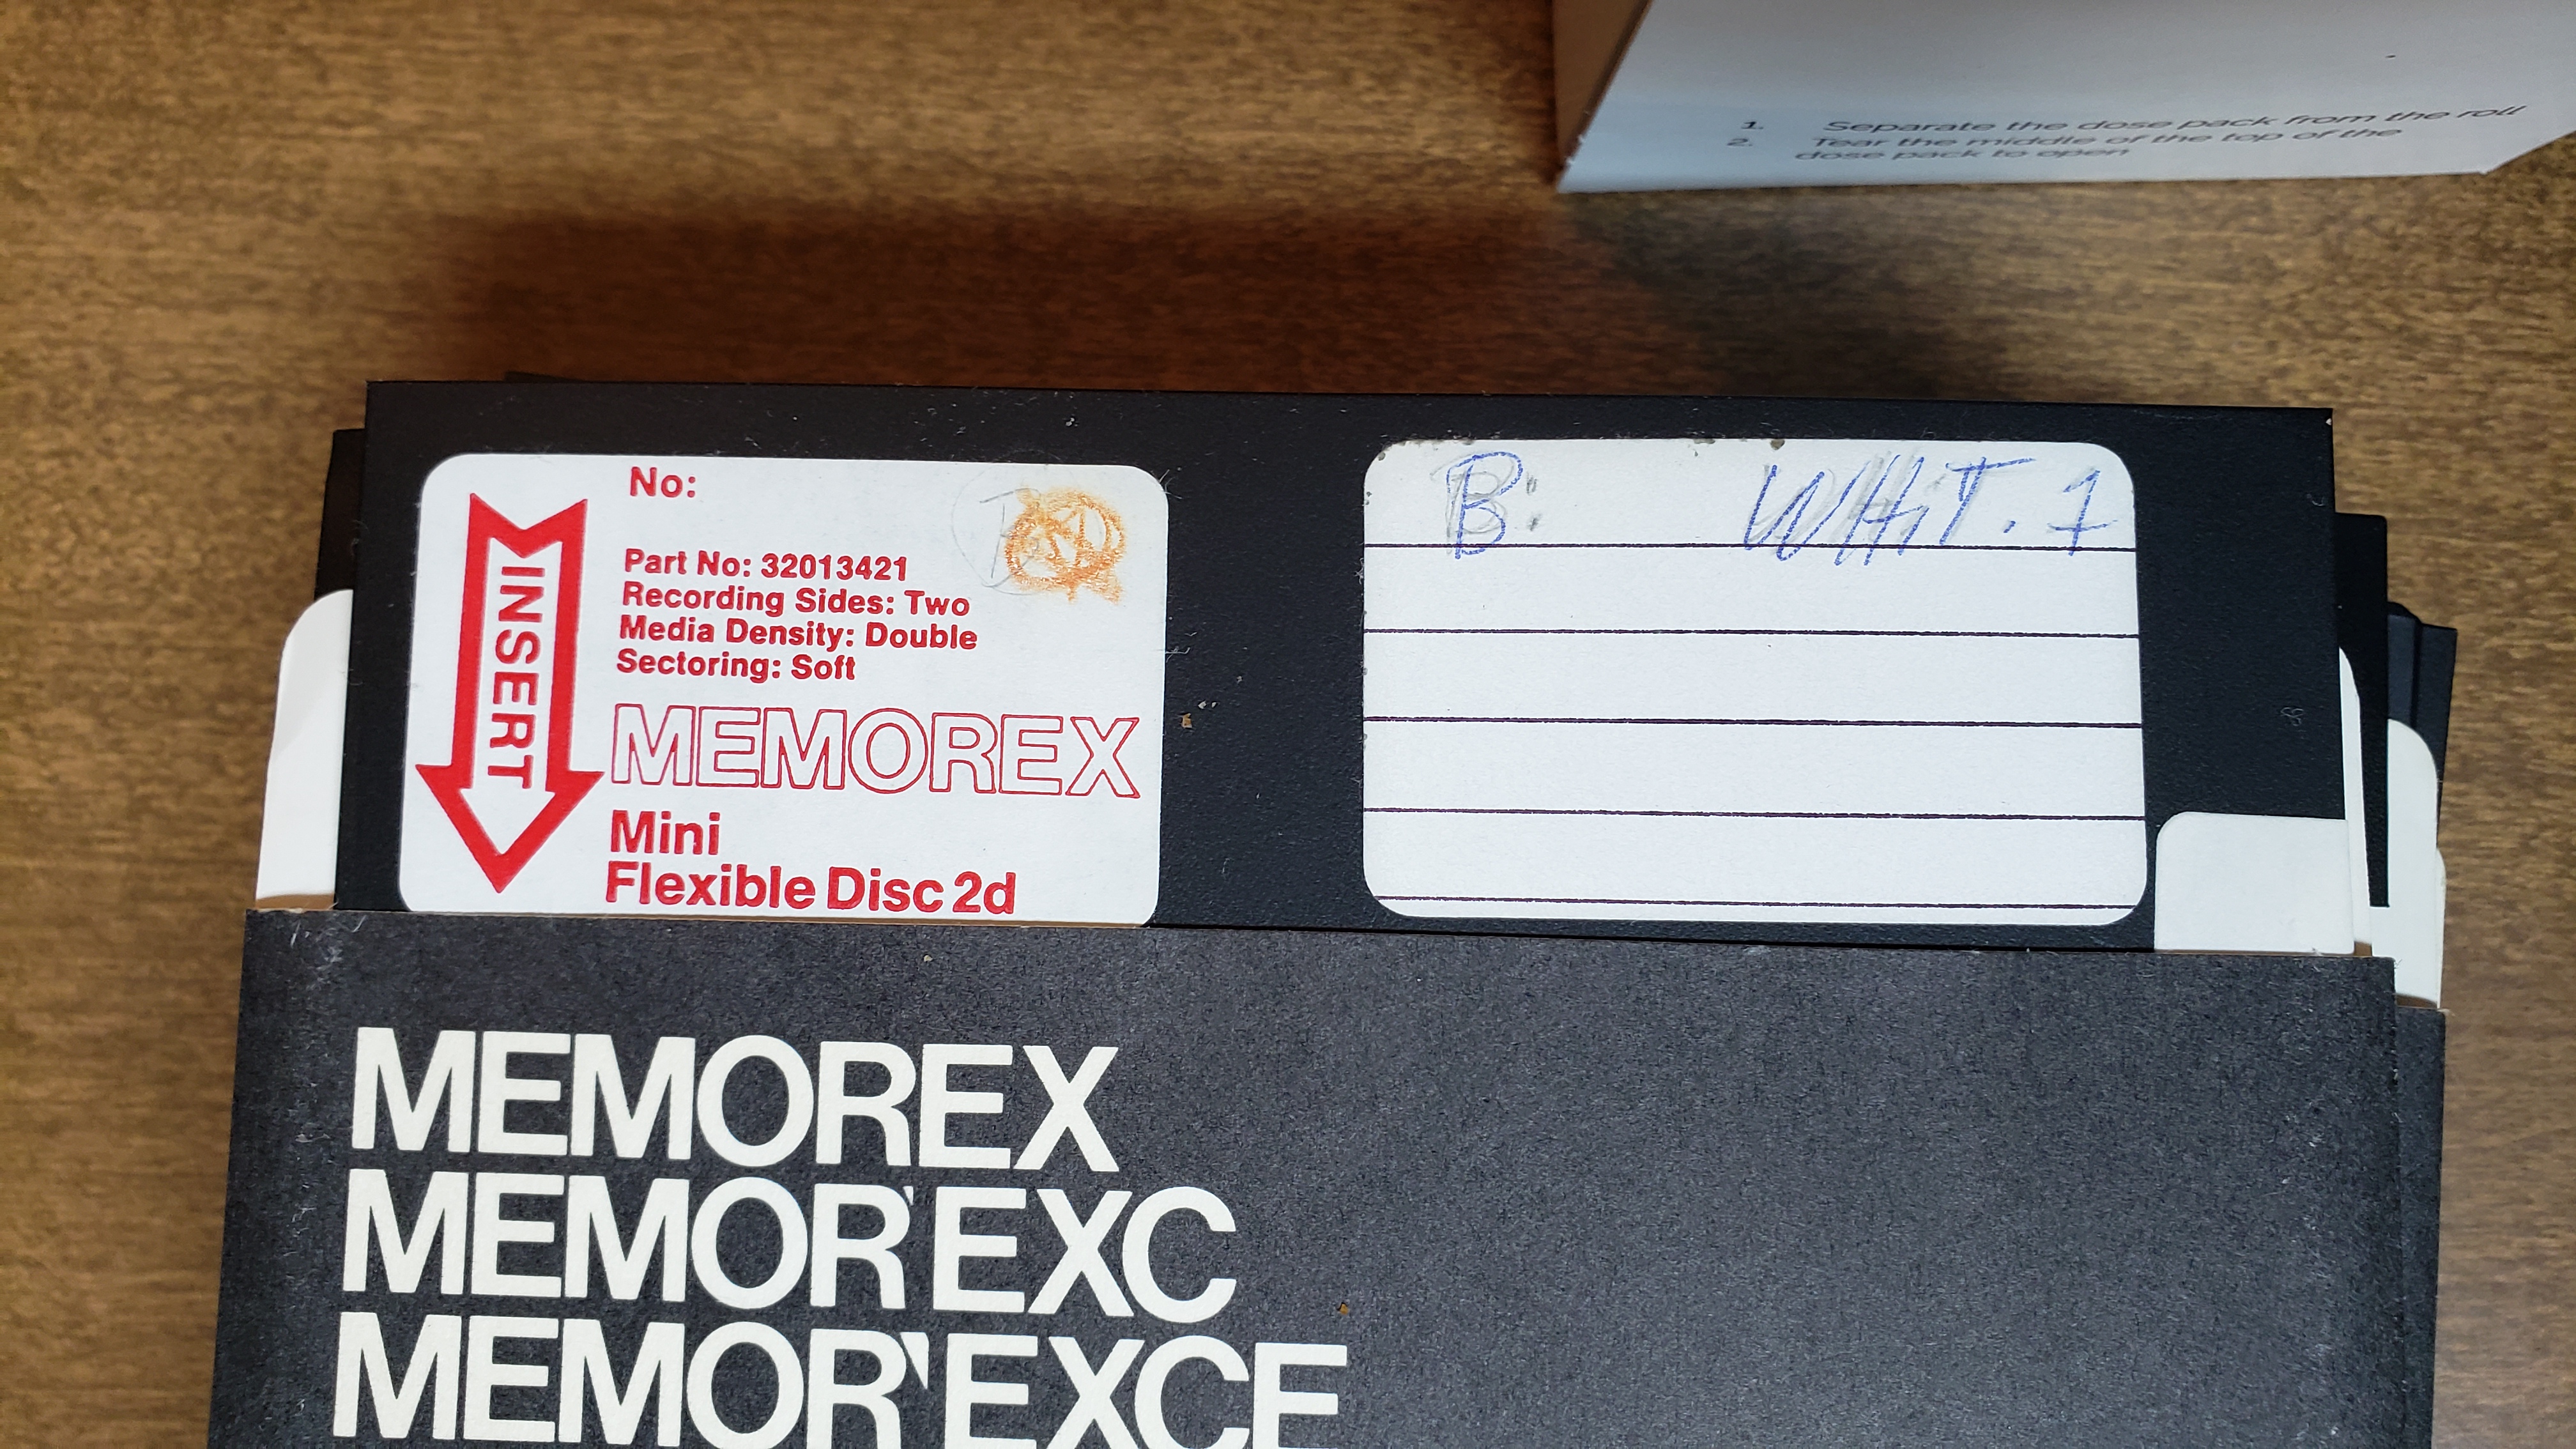 1. Separate the dose pack from the roll
2. Tear the middle of the top of the
dose pack to open
No:
Part No: 32013421
Recording Sides: Two
Media Density: Double
Sectoring: Soft
INSERT
MEMOREX
Mini
Flexible Disc 2d
B: WHiT. 1
MEMOREX
MEMOR'EXC
MEMOR'EXCE